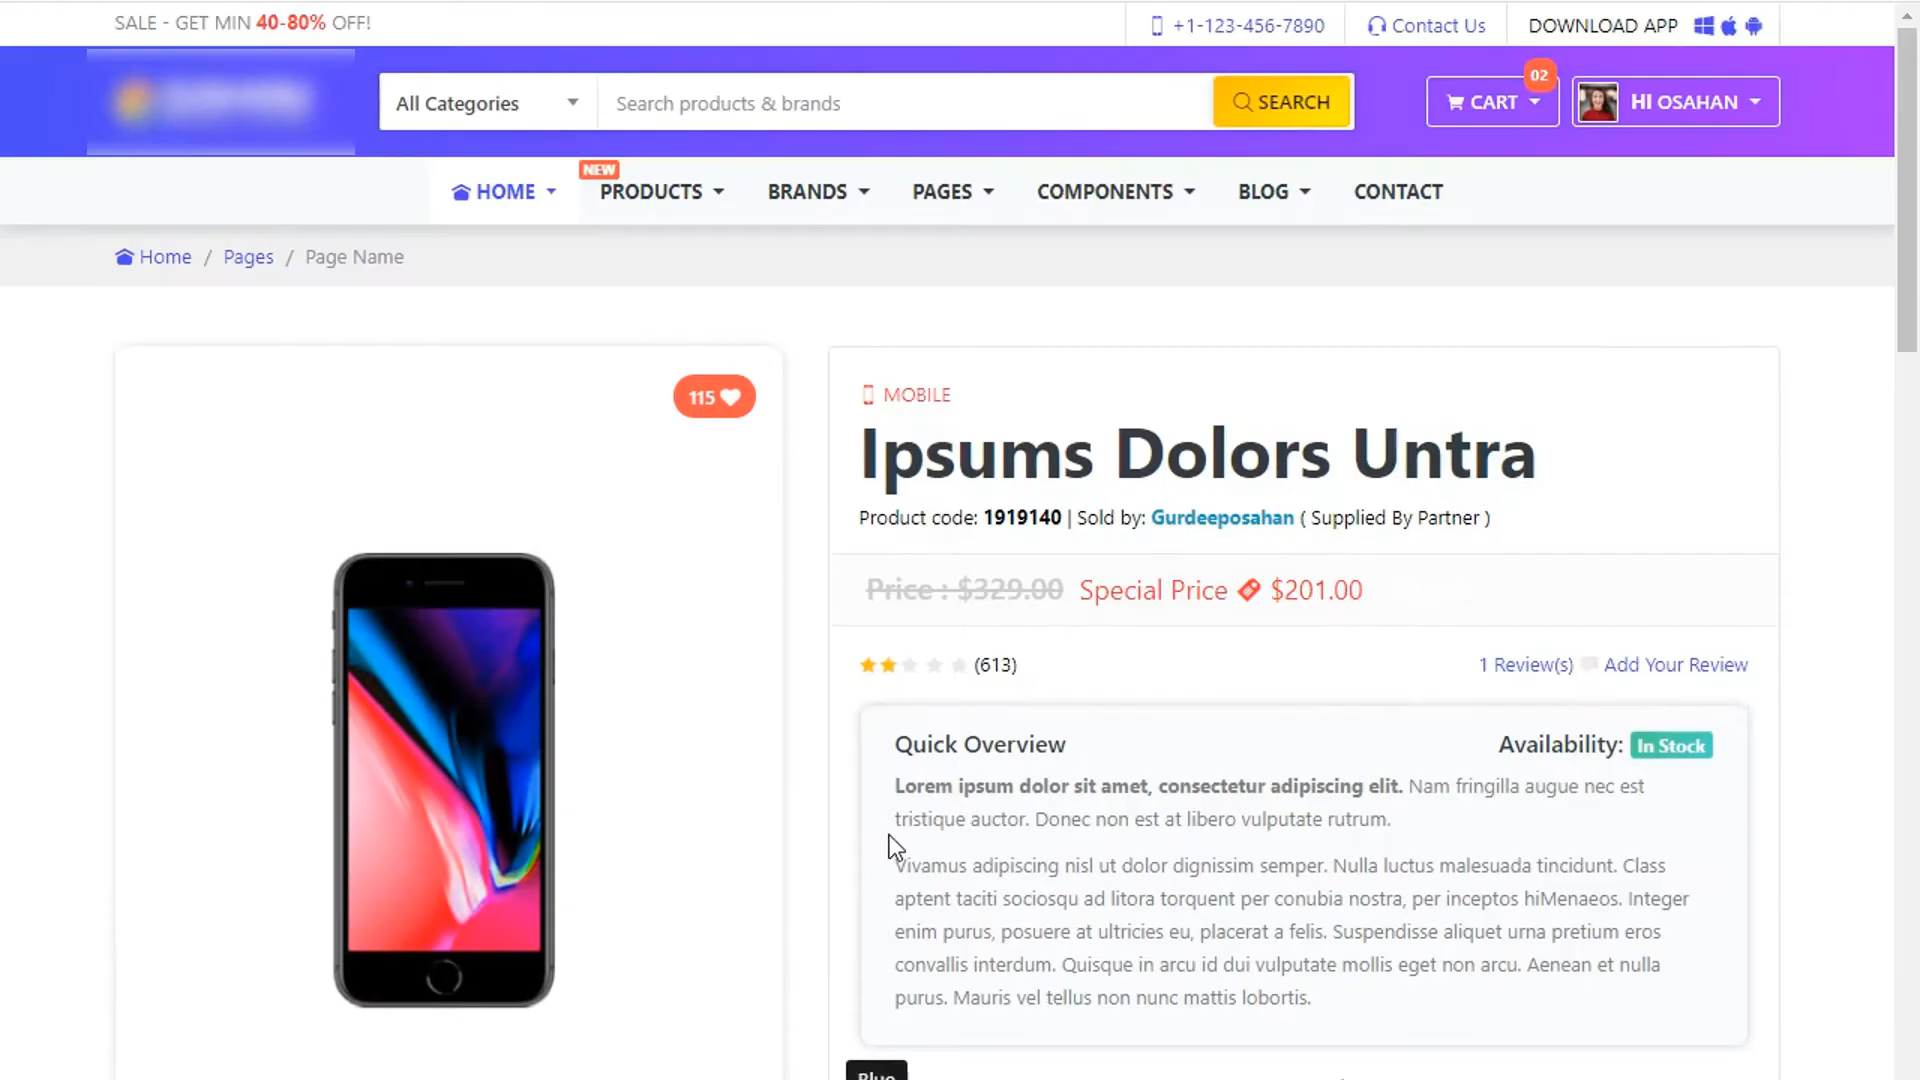 SALE - GET MIN 40-80% OFF!
+1-123-456-7890
Contact Us
DOWNLOAD APP
All Categories
Search products & brands
SEARCH
CART
02
HI OSAHAN
HOME
NEW
PRODUCTS
BRANDS
PAGES
COMPONENTS
BLOG
CONTACT
Home / Pages / Page Name
115
MOBILE
Ipsums Dolors Untra
Product code: 1919140 | Sold by: Gurdeeposahan ( Supplied By Partner )
Price : $329.00 Special Price $201.00
(613)
1 Review(s) Add Your Review
Quick Overview
Availability: In Stock
Lorem ipsum dolor sit amet, consectetur adipiscing elit. Nam fringilla augue nec est
tristique auctor. Donec non est at libero vulputate rutrum.
Vivamus adipiscing nisl ut dolor dignissim semper. Nulla luctus malesuada tincidunt. Class
aptent taciti sociosqu ad litora torquent per conubia nostra, per inceptos hiMenaeos. Integer
enim purus, posuere at ultricies eu, placerat a felis. Suspendisse aliquet urna pretium eros
convallis interdum. Quisque in arcu id dui vulputate mollis eget non arcu. Aenean et nulla
purus. Mauris vel tellus non nunc mattis lobortis.
Blue